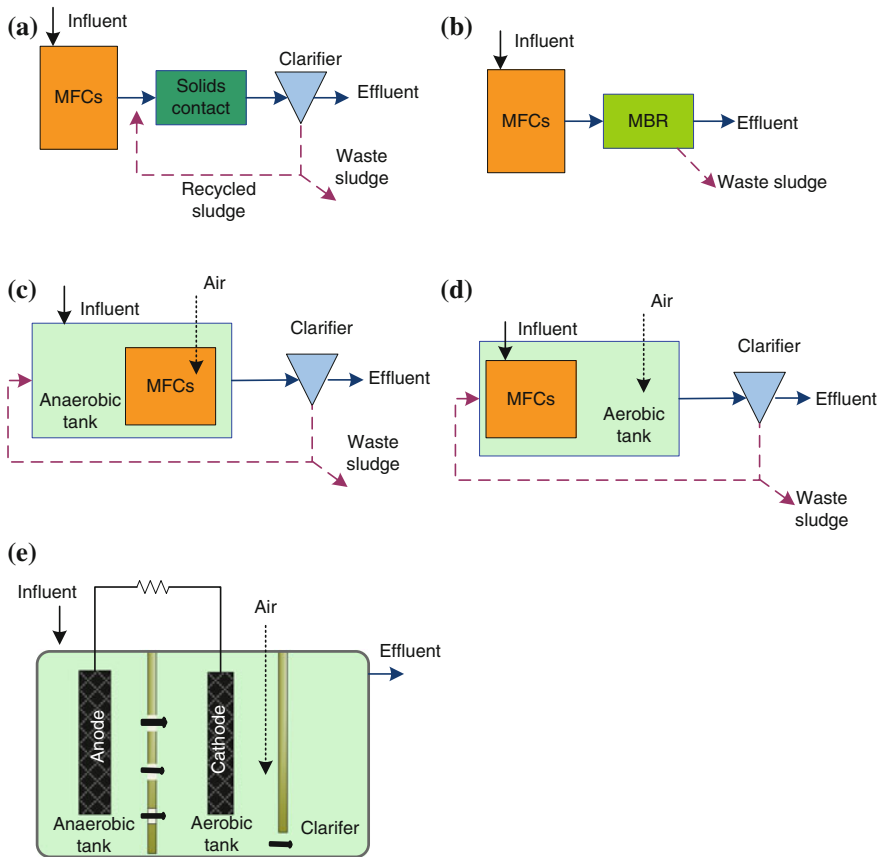 (a)
Influent
MFCs
Solids
contact
Clarifier
Effluent
Waste
sludge
Recycled
sludge
(b)
Influent
MFCs
MBR
Effluent
Waste sludge
(c)
Influent
Air
MFCs
Anaerobic
tank
Clarifier
Effluent
Waste
sludge
(d)
Influent
Air
MFCs
Aerobic
tank
Clarifier
Effluent
Waste
sludge
(e)
Influent
Air
Effluent
Anode
Cathode
Anaerobic
tank
Aerobic
tank
Clarifer